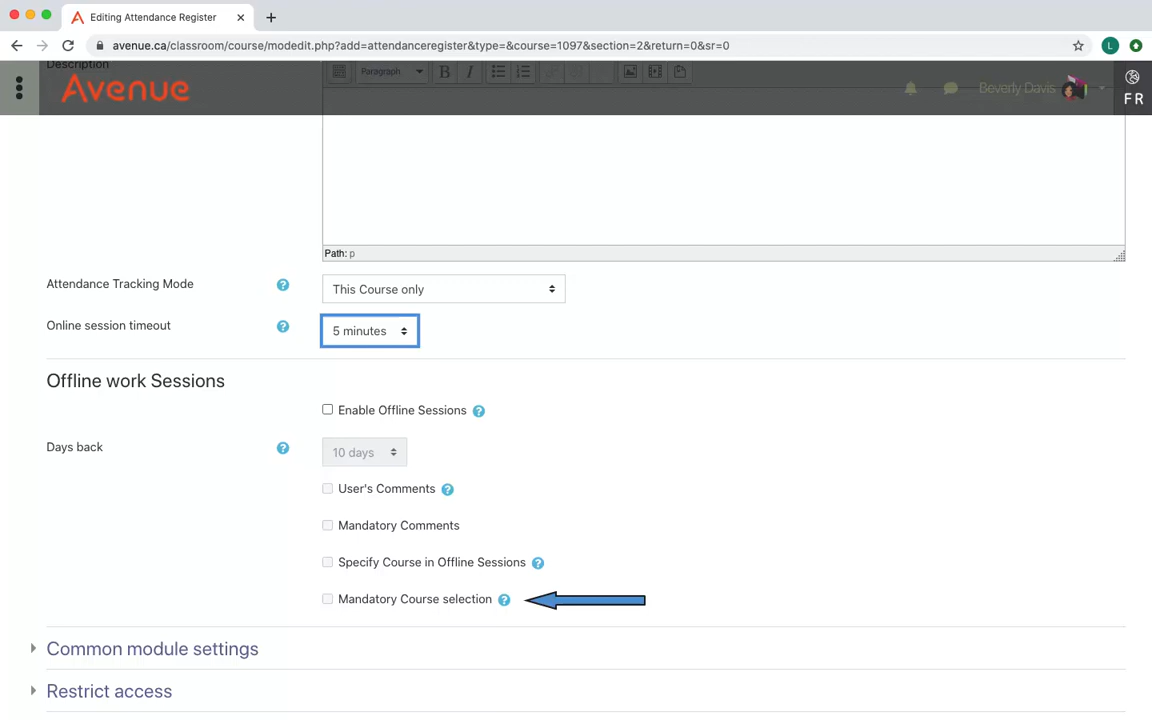 Editing Attendance Register
avenue.ca/classroom/course/modedit.php?add=attendanceregister&type=&course=1097&section=2&return=0&sr=0
L
Description
Paragraph
B
I
Avenue
Beverly Davis
FR
Path: p
Attendance Tracking Mode
This Course only
Online session timeout
5 minutes
Offline work Sessions
Enable Offline Sessions
Days back
10 days
User's Comments
Mandatory Comments
Specify Course in Offline Sessions
Mandatory Course selection
Common module settings
Restrict access